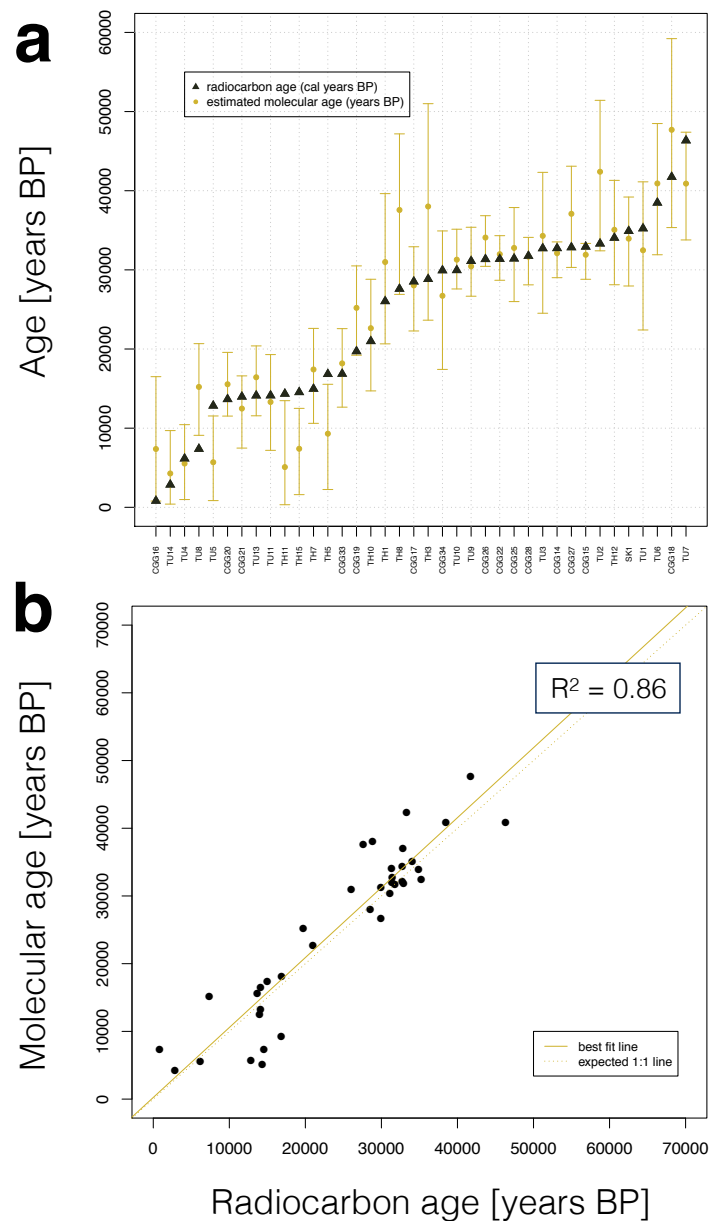 a
Age [years BP]
60000
50000
40000
30000
20000
10000
0
radiocarbon age (cal years BP)
estimated molecular age (years BP)
CGG16
TU14
TU4
TU8
TU5
CGG20
CGG21
TU13
TU11
TH11
TH15
TH7
TH5
CGG33
CGG19
TH10
TH1
TH8
CGG17
TH3
CGG34
TU10
TU9
CGG26
CGG22
CGG25
CGG28
TU3
CGG14
CGG27
CGG15
TU2
TH12
SK1
TU1
TU6
CGG18
TU7
b
Molecular age [years BP]
70000
60000
50000
40000
30000
20000
10000
0
R² = 0.86
best fit line
expected 1:1 line
0 10000 20000 30000 40000 50000 60000 70000
Radiocarbon age [years BP]